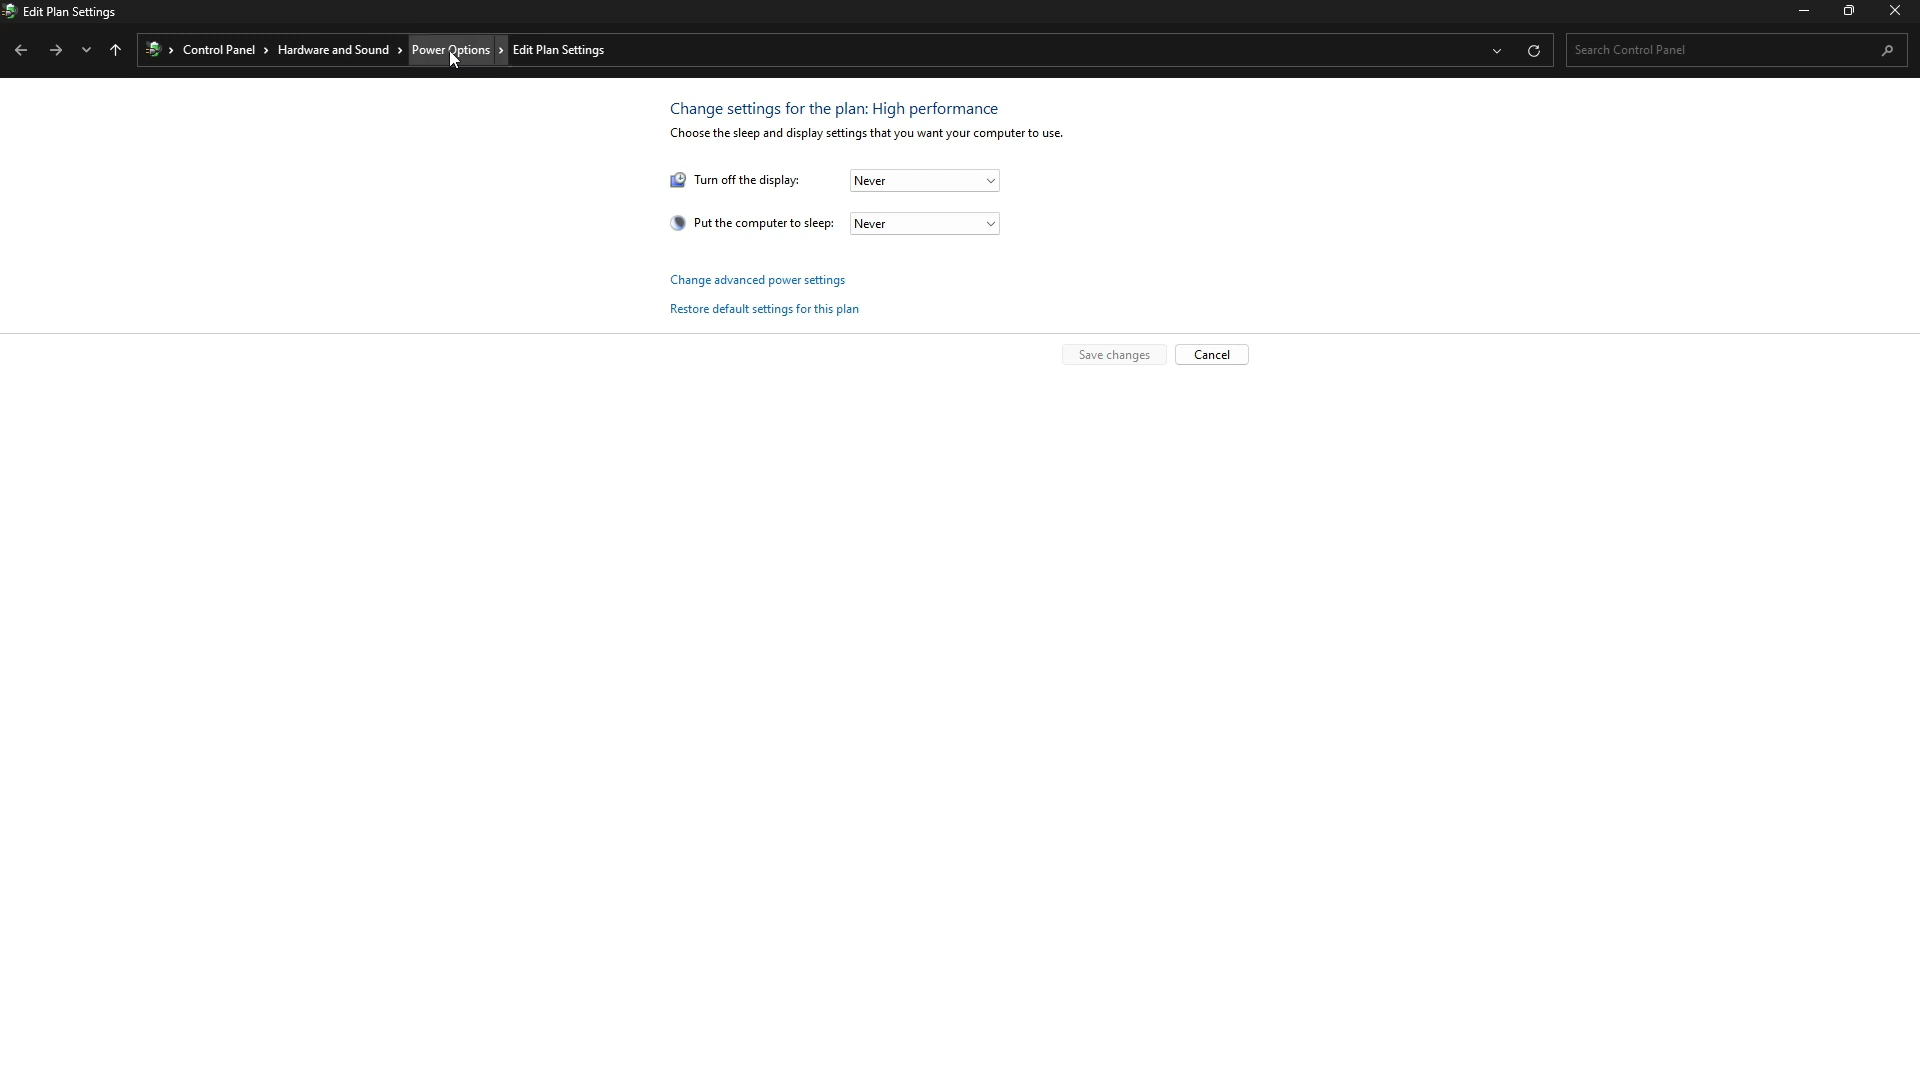 Edit Plan Settings
Control Panel > Hardware and Sound > Power Options > Edit Plan Settings
Search Control Panel
Change settings for the plan: High performance
Choose the sleep and display settings that you want your computer to use.
Turn off the display: Never
Put the computer to sleep: Never
Change advanced power settings
Restore default settings for this plan
Save changes Cancel